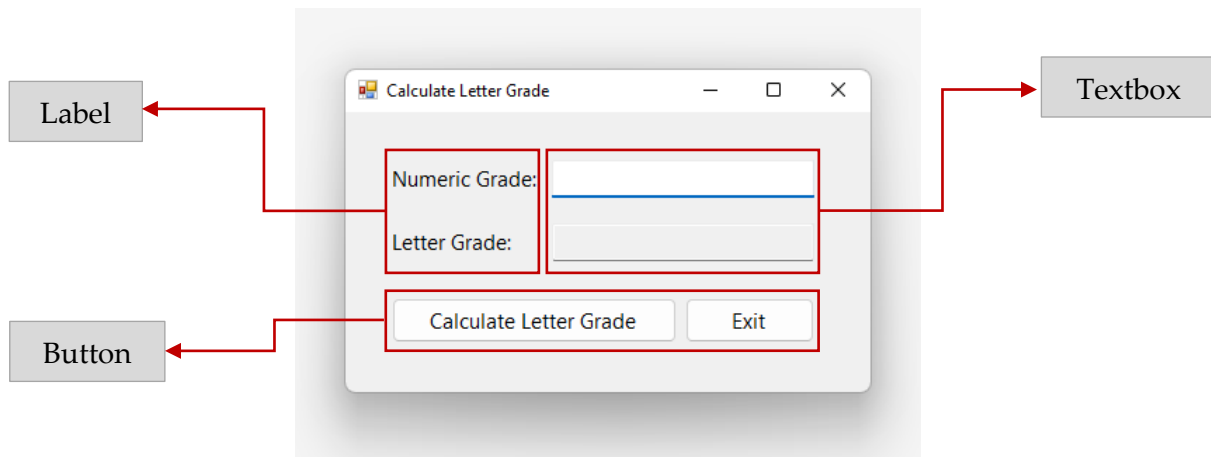 Calculate Letter Grade
Label
Textbox
Numeric Grade:
Letter Grade:
Calculate Letter Grade
Exit
Button